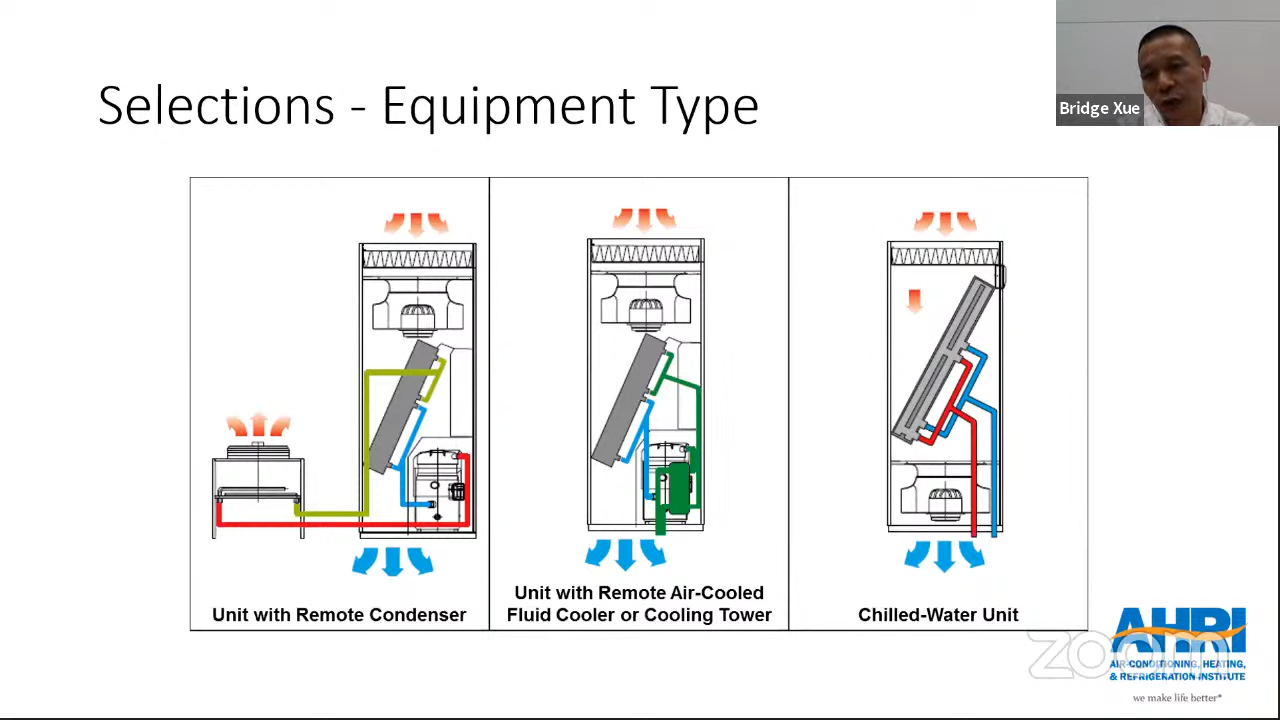 Selections - Equipment Type
Bridge Xue
Unit with Remote Condenser
Unit with Remote Air-Cooled
Fluid Cooler or Cooling Tower
Chilled-Water Unit
AHRI
zoom
AIR-CONDITIONING, HEATING,
& REFRIGERATION INSTITUTE
we make life better*